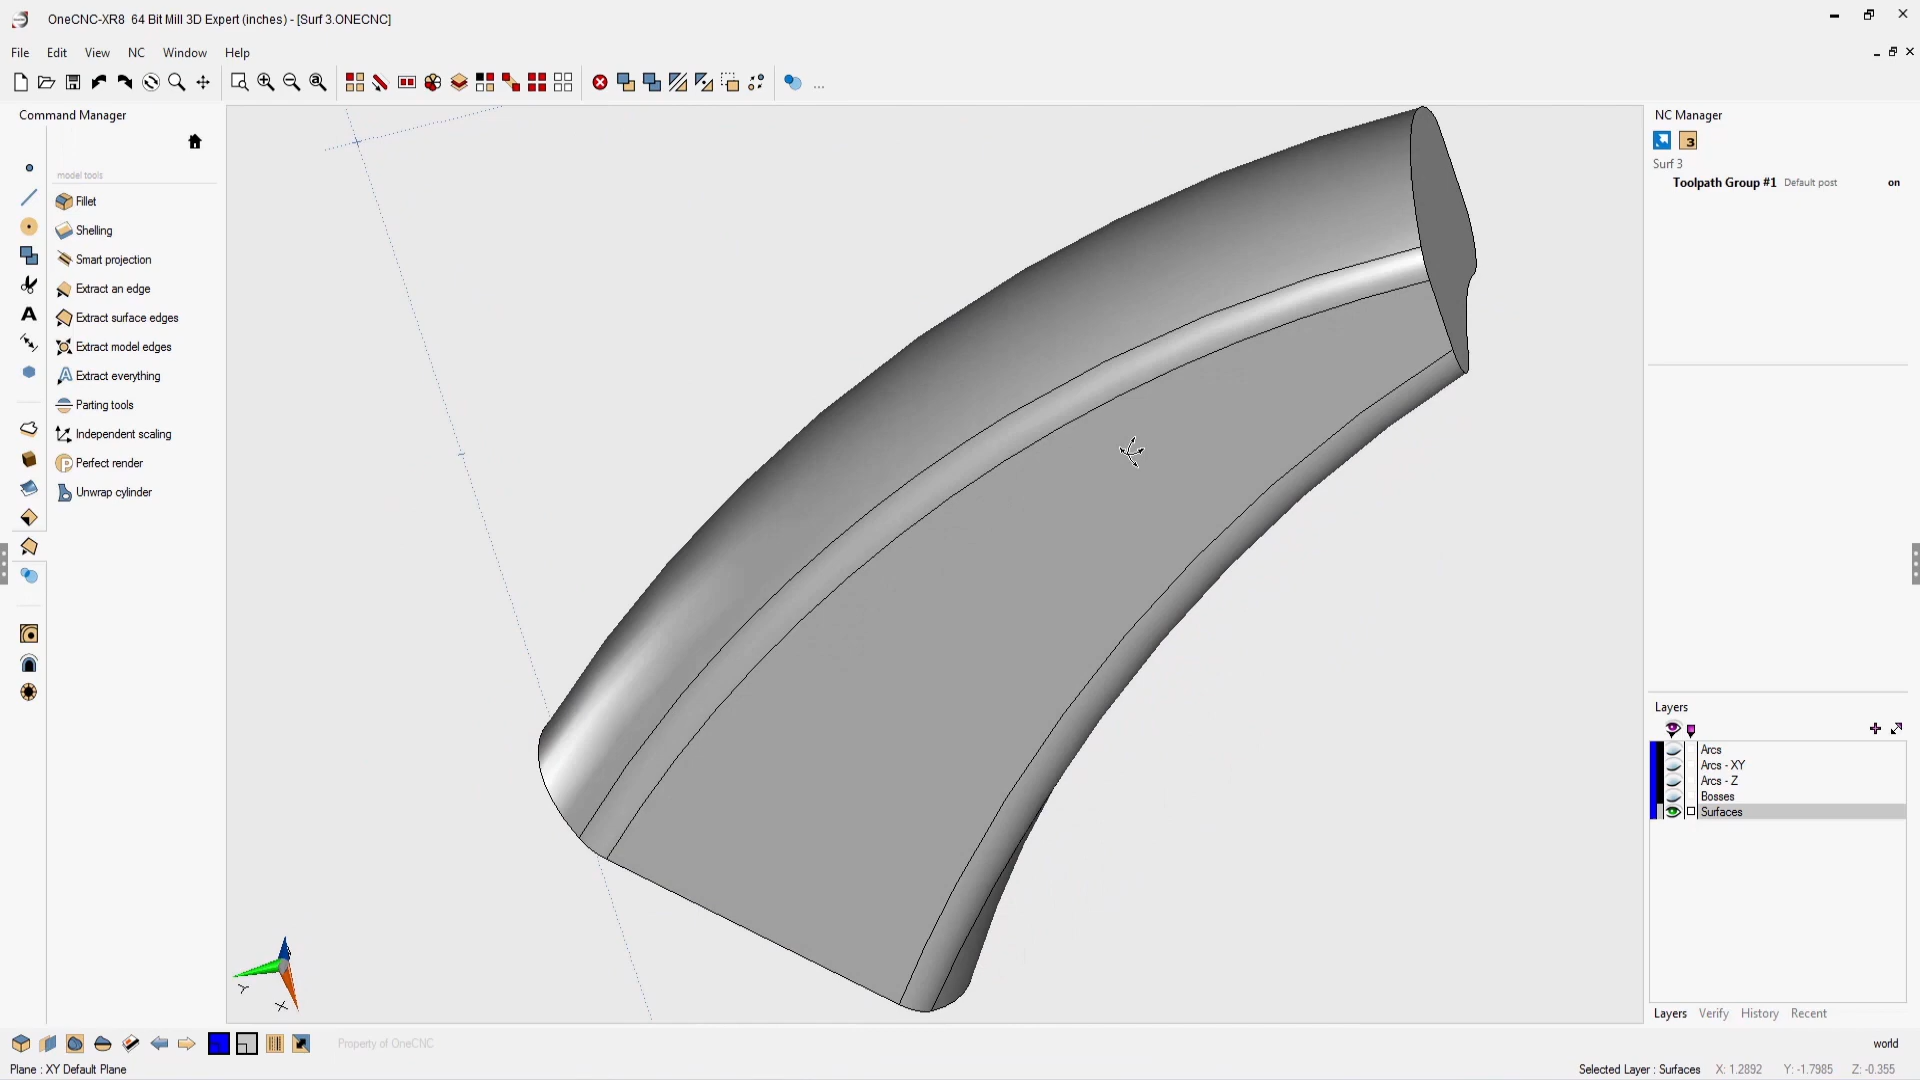 OneCNC-XR8 64 Bit Mill 3D Expert (inches) - [Surf 3.ONECNC]
File Edit View NC Window Help
Command Manager
model tools
Fillet
Shelling
Smart projection
Extract an edge
Extract surface edges
Extract model edges
Extract everything
Parting tools
Independent scaling
Perfect render
Unwrap cylinder
A
Y
X
NC Manager
3
Surf 3
Toolpath Group #1 Default post on
Layers
Arcs
Arcs - XY
Arcs - Z
Bosses
Surfaces
Layers Verify History Recent
Property of OneCNC
world
Plane : XY Default Plane
Selected Layer : Surfaces X: 1.2892 Y: -1.7985 Z: -0.355